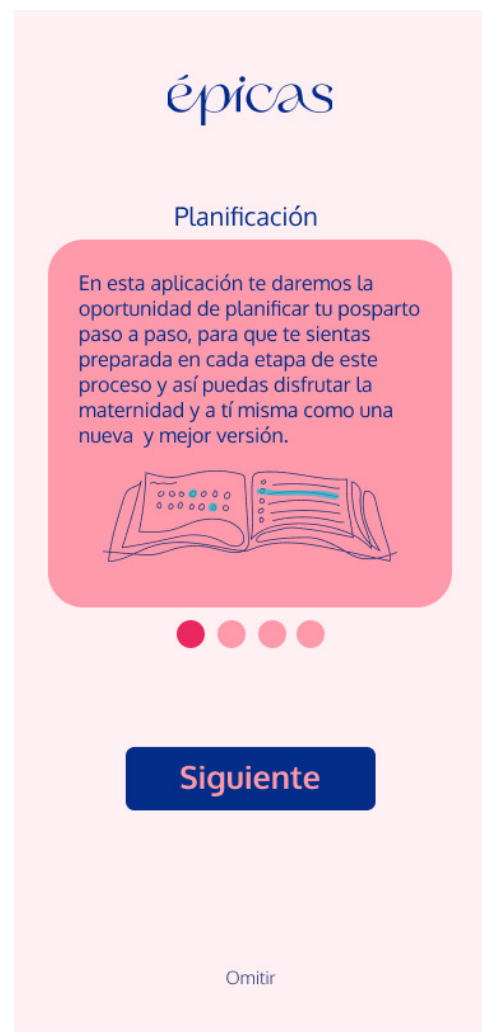 épicas
Planificación
En esta aplicación te daremos la
oportunidad de planificar tu posparto
paso a paso, para que te sientas
preparada en cada etapa de este
proceso y así puedas disfrutar la
maternidad y a tí misma como una
nueva  y mejor versión.
Siguiente
Omitir